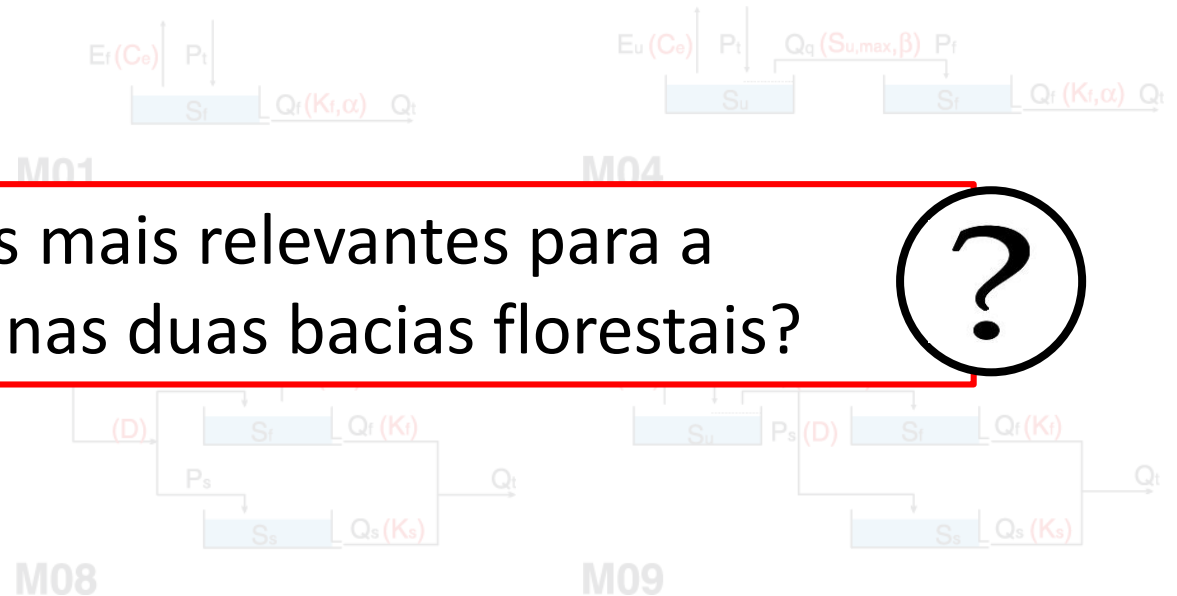 Ef (Ce) Pt
Sf Qf (Kf,α) Qt
M01
Eu (Ce) Pt Qq (Su,max,β) Pf
Su Sf Qf (Kf,α) Qt
M04
s mais relevantes para a
nas duas bacias florestais?
?
(D) Sf Qf (Kf)
Ps Qt
Ss Qs (Ks)
M08
Su Ps (D) Sf Qf (Kf)
Qt
Ss Qs (Ks)
M09